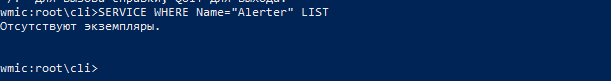 для вызова справки, QUIT для выхода.
wmic:root\cli>SERVICE WHERE Name="Alerter" LIST
Отсутствуют экземпляры.
wmic:root\cli>